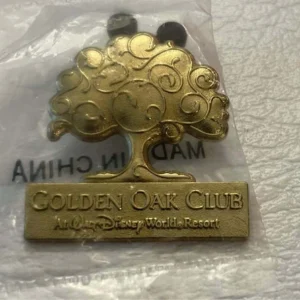 MADE IN CHINA
GOLDEN OAK CLUB
At Walt Disney World® Resort